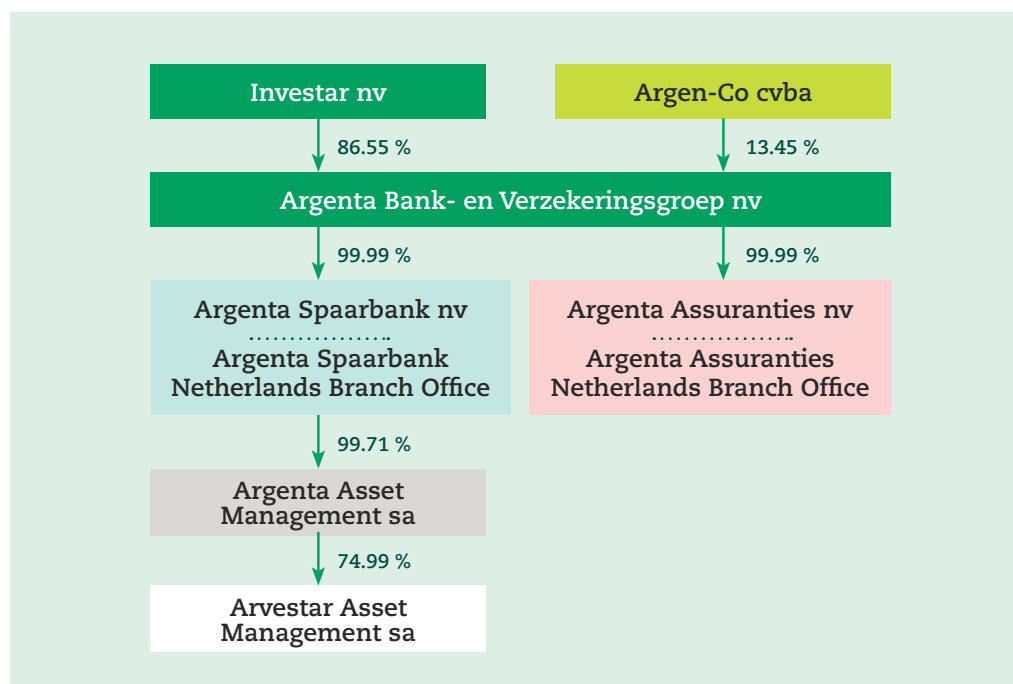 Investar nv
Argen-Co cvba
86.55 %
13.45 %
Argenta Bank- en Verzekeringsgroep nv
99.99 %
99.99 %
Argenta Spaarbank nv
Argenta Spaarbank
Netherlands Branch Office
Argenta Assuranties nv
Argenta Assuranties
Netherlands Branch Office
99.71 %
Argenta Asset
Management sa
74.99 %
Arvestar Asset
Management sa